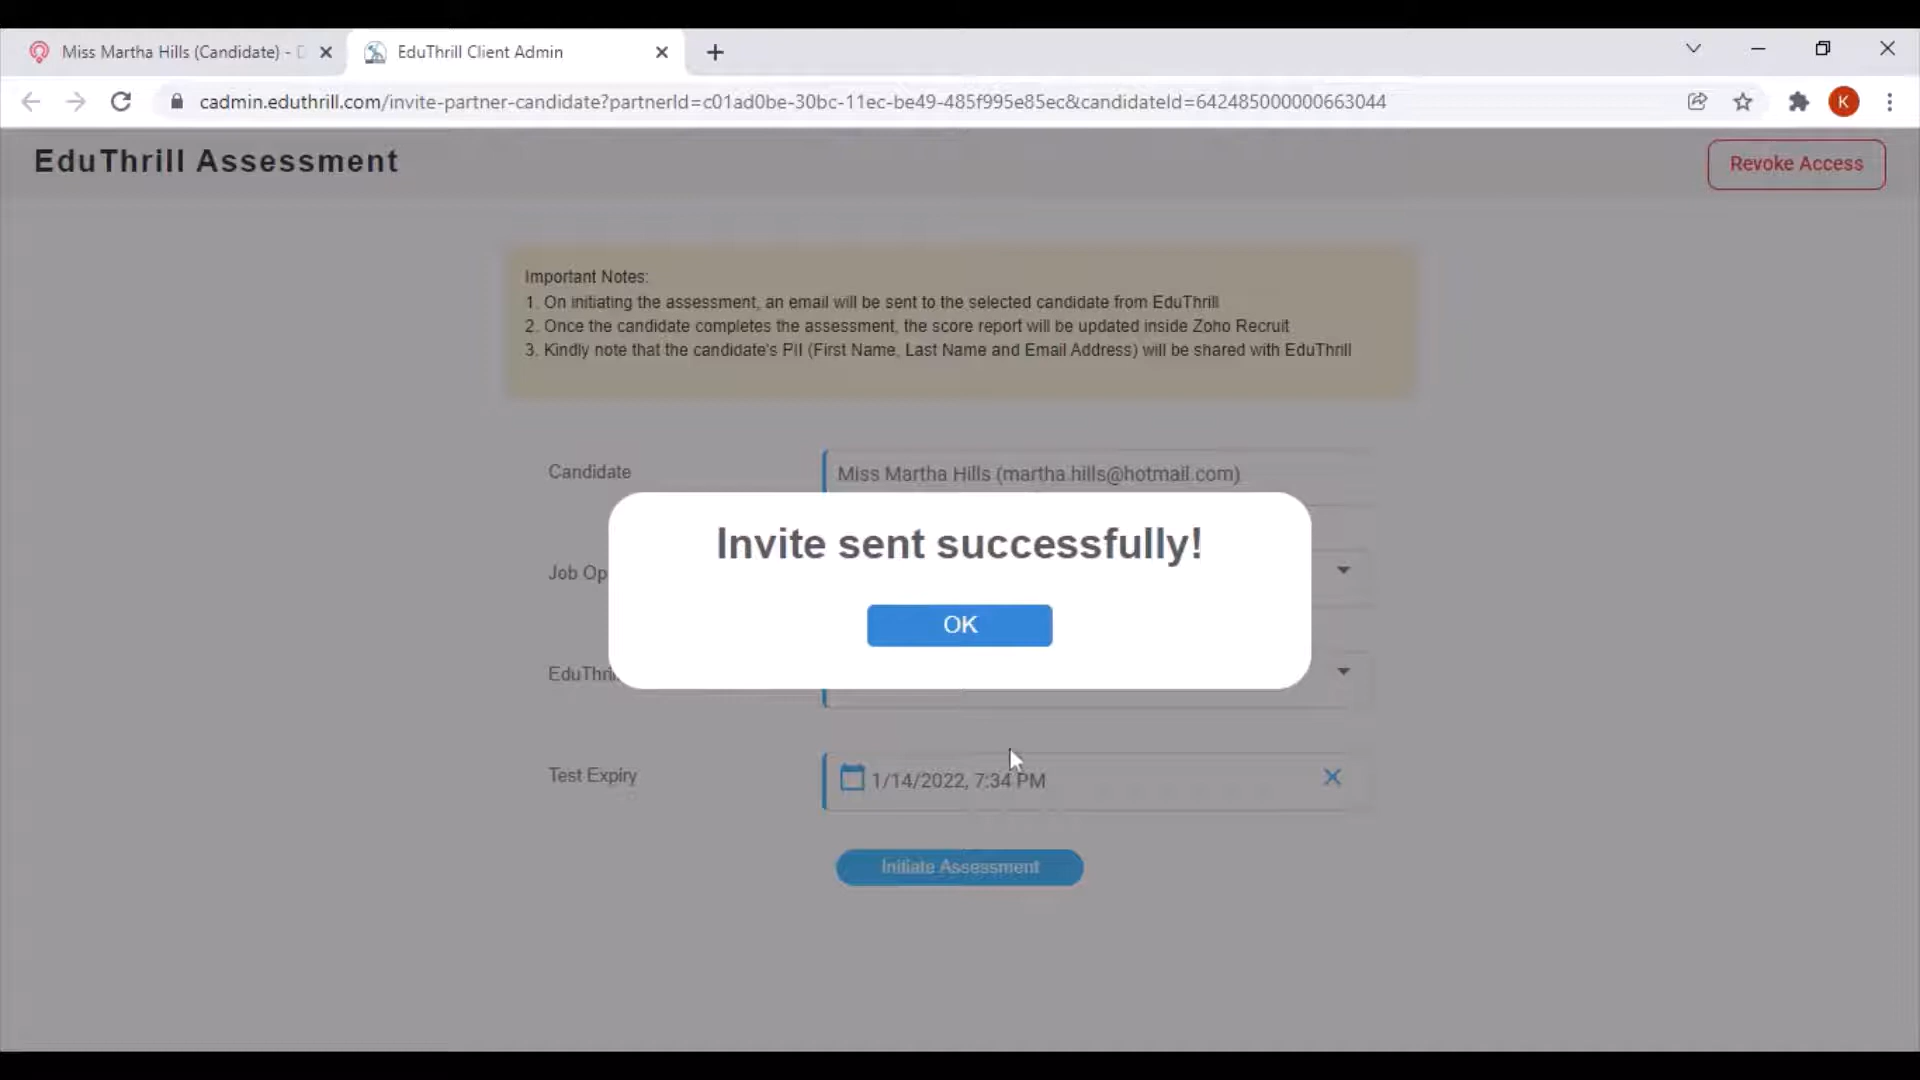 Miss Martha Hills (Candidate) -
EduThrill Client Admin
cadmin.eduthrill.com/invite-partner-candidate?partnerId=c01ad0be-30bc-11ec-be49-485f995e85ec&candidateId=642485000000663044
K
EduThrill Assessment
Revoke Access
Important Notes:
1. On initiating the assessment, an email will be sent to the selected candidate from EduThrill
2. Once the candidate completes the assessment, the score report will be updated inside Zoho Recruit
3. Kindly note that the candidate's PII (First Name, Last Name and Email Address) will be shared with EduThrill
Candidate
Miss Martha Hills (martha.hills@hotmail.com)
Invite sent successfully!
Job Op
OK
EduThri
Test Expiry
1/14/2022, 7:34 PM
Initiate Assessment